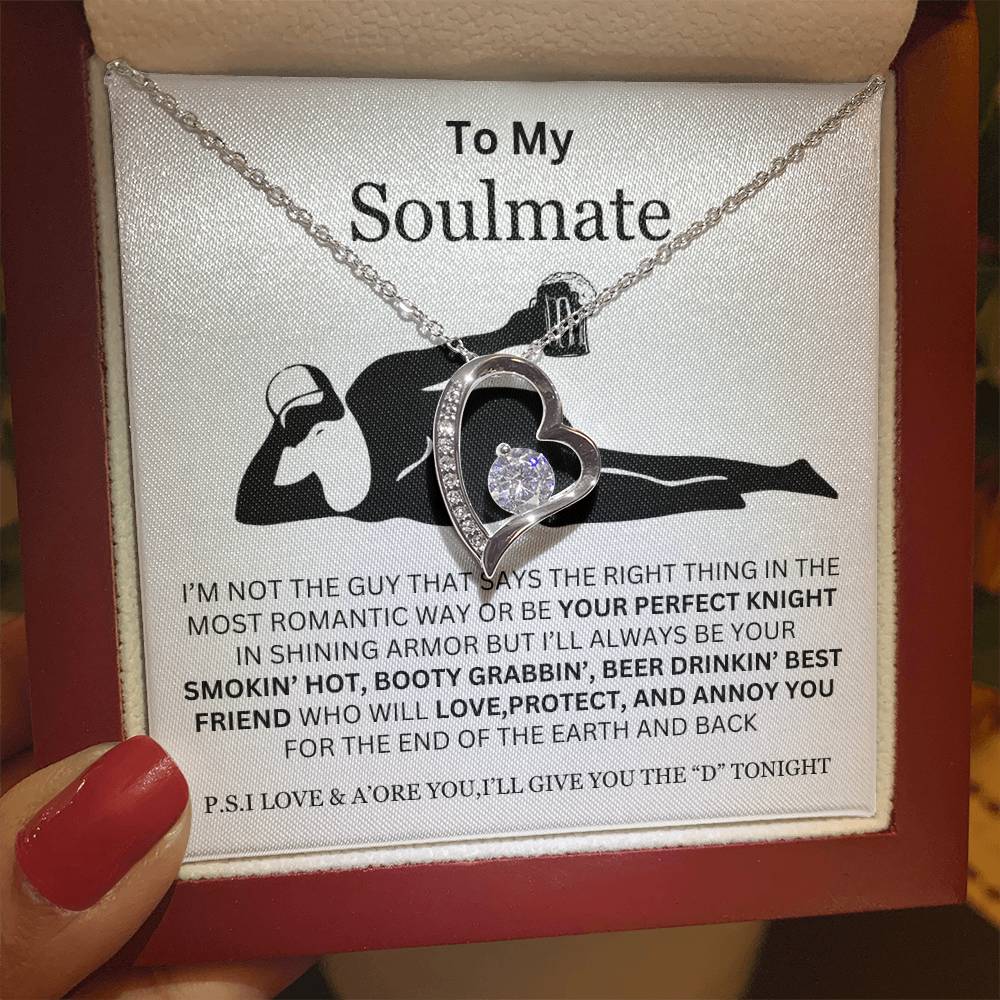 To My
Soulmate
I'M NOT THE GUY THAT SAYS THE RIGHT THING IN THE
MOST ROMANTIC WAY OR BE YOUR PERFECT KNIGHT
IN SHINING ARMOR BUT I'LL ALWAYS BE YOUR
SMOKIN' HOT, BOOTY GRABBIN', BEER DRINKIN' BEST
FRIEND WHO WILL LOVE,PROTECT, AND ANNOY YOU
FOR THE END OF THE EARTH AND BACK
P.S.I LOVE & A'ORE YOU,I'LL GIVE YOU THE “D” TONIGHT